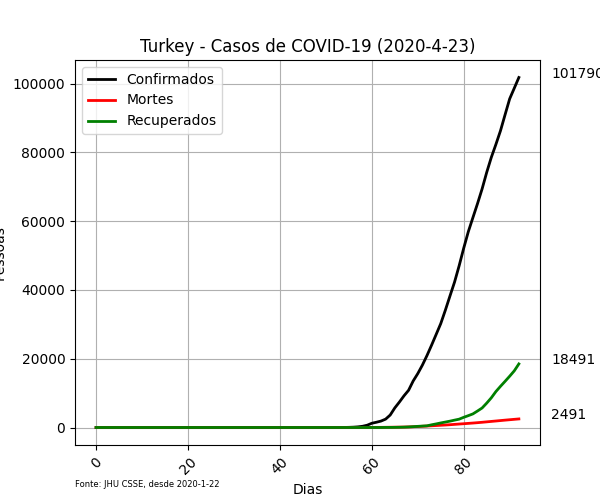 Turkey - Casos de COVID-19 (2020-4-23)
Confirmados
Mortes
Recuperados
100000
80000
60000
40000
20000
0
101790
18491
2491
0
20
40
60
80
Dias
Fonte: JHU CSSE, desde 2020-1-22